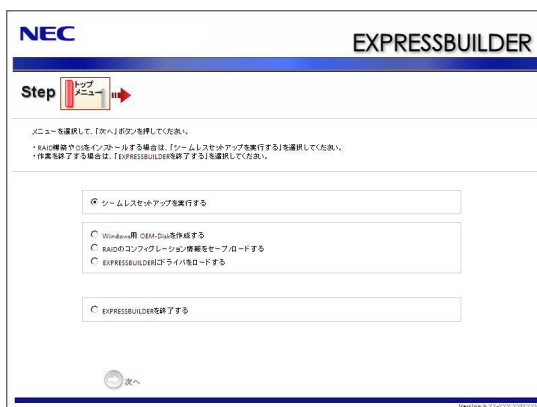 NEC
EXPRESSBUILDER
Step トップ
メニュー
メニューを選択して、「次へ」ボタンを押してください。
・RAID構築やOSをインストールする場合は、「シームレスセットアップを実行する」を選択してください。
・作業を終了する場合は、「EXPRESSBUILDERを終了する」を選択してください。
シームレスセットアップを実行する
Windows用 OEM-Diskを作成する
RAIDのコンフィグレーション情報をセーブ/ロードする
EXPRESSBUILDERにドライバをロードする
EXPRESSBUILDERを終了する
次へ
Version